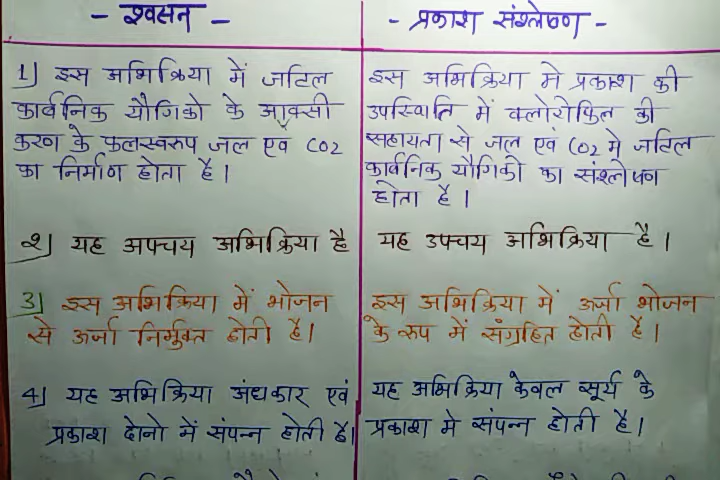 - श्वसन -
1) इस अभिक्रिया में जटिल
कार्बनिक यौगिको के आक्सी
करण के फलस्वरुप जल एवं CO2
का निर्माण होता है।
2) यह अपचय अभिक्रिया है
3) इस अभिक्रिया में भोजन
से ऊर्जा निर्मुक्त होती है।
4) यह अभिक्रिया अंधकार एवं
प्रकाश दोनो में संपन्न होती है।
- प्रकाश संश्लेषण -
इस अभिक्रिया मे प्रकाश की
उपस्थिति में क्लोरोफिल की
सहायता से जल एवं CO2 मे जटिल
कार्बनिक यौगिकी का संश्लेषण
होता है।
यह उपचय अभिक्रिया है।
इस अभिक्रिया में ऊर्जा भोजन
के रूप में संग्रहित होती है।
यह अभिक्रिया केवल सूर्य के
प्रकाश मे संपन्न होती है।